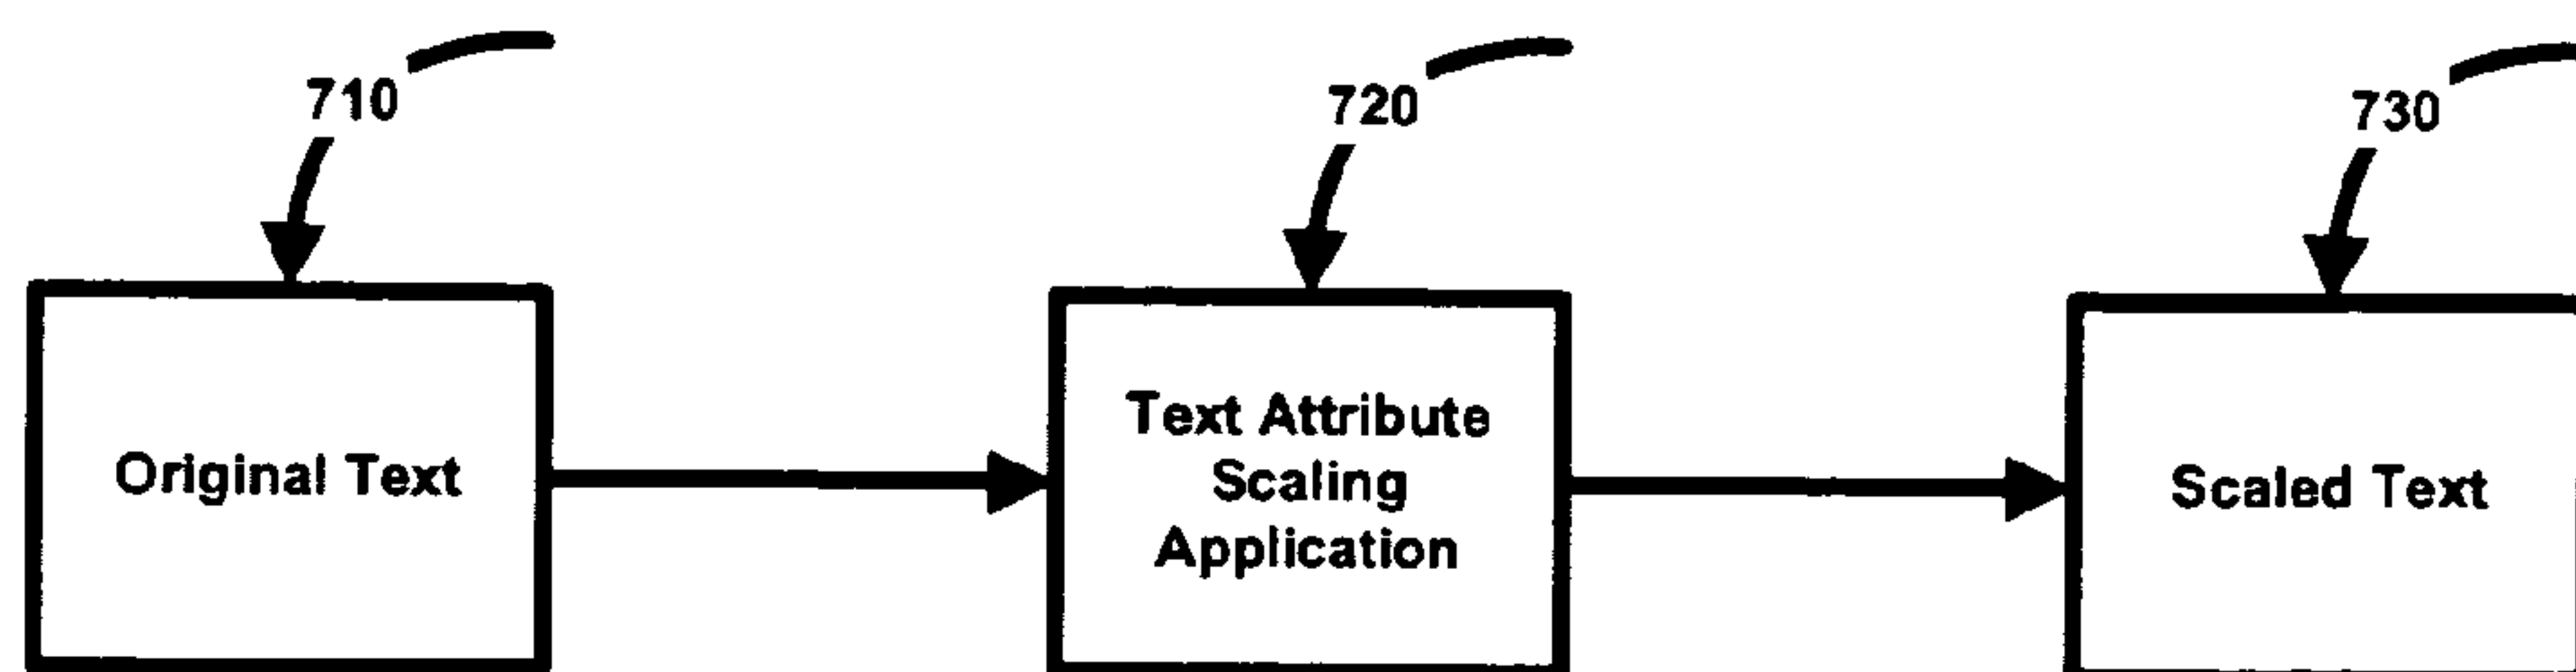 710
720
730
Original Text
Text Attribute
Scaling
Application
Scaled Text